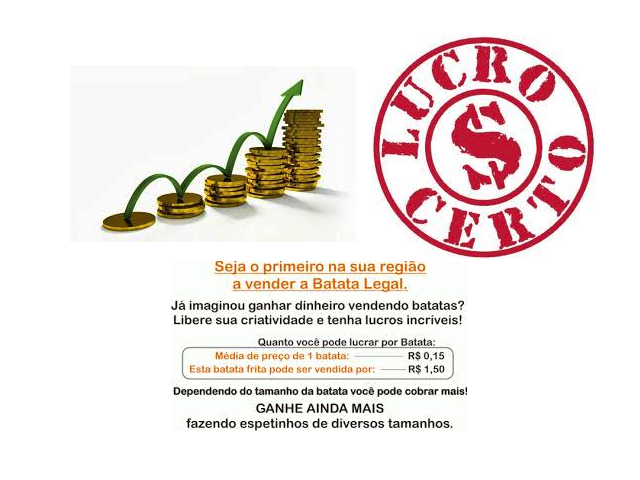 LUCRO
$
CERTO
Seja o primeiro na sua região
a vender a Batata Legal.
Já imaginou ganhar dinheiro vendendo batatas?
Libere sua criatividade e tenha lucros incríveis!
Quanto você pode lucrar por Batata:
Média de preço de 1 batata: R$ 0,15
Esta batata frita pode ser vendida por: R$ 1,50
Dependendo do tamanho da batata você pode cobrar mais!
GANHE AINDA MAIS
fazendo espetinhos de diversos tamanhos.